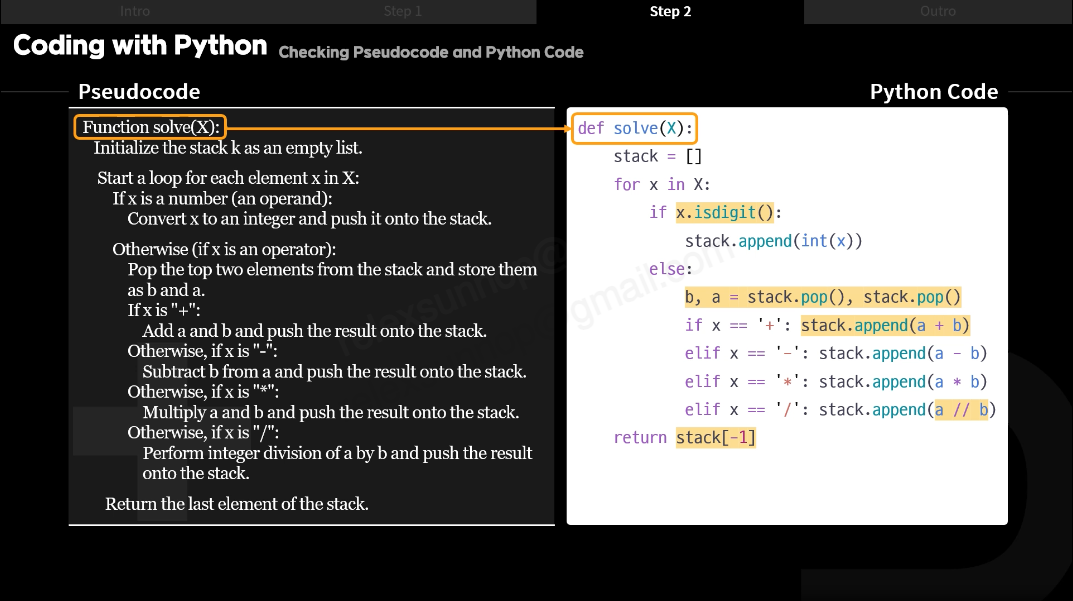 Intro
Step 1
Step 2
Outro
Coding with Python
Checking Pseudocode and Python Code
Pseudocode
Function solve(X):
Initialize the stack k as an empty list.
Start a loop for each element x in X:
If x is a number (an operand):
Convert x to an integer and push it onto the stack.
Otherwise (if x is an operator):
Pop the top two elements from the stack and store them
as b and a.
If x is "+":
Add a and b and push the result onto the stack.
Otherwise, if x is "-":
Subtract b from a and push the result onto the stack.
Otherwise, if x is "*":
Multiply a and b and push the result onto the stack.
Otherwise, if x is "/":
Perform integer division of a by b and push the result
onto the stack.
Return the last element of the stack.
Python Code
def solve(X):
    stack = []
    for x in X:
        if x.isdigit():
            stack.append(int(x))
        else:
            b, a = stack.pop(), stack.pop()
            if x == '+': stack.append(a + b)
            elif x == '-': stack.append(a - b)
            elif x == '*': stack.append(a * b)
            elif x == '/': stack.append(a // b)
    return stack[-1]